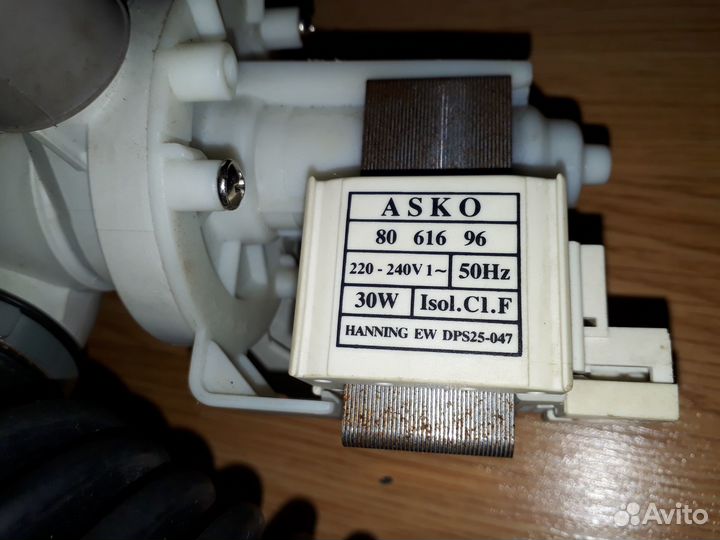 ASKO
80 616 96
220 - 240V 1~ 50Hz
30W Isol.Cl.F
HANNING EW DPS25-047
Avito